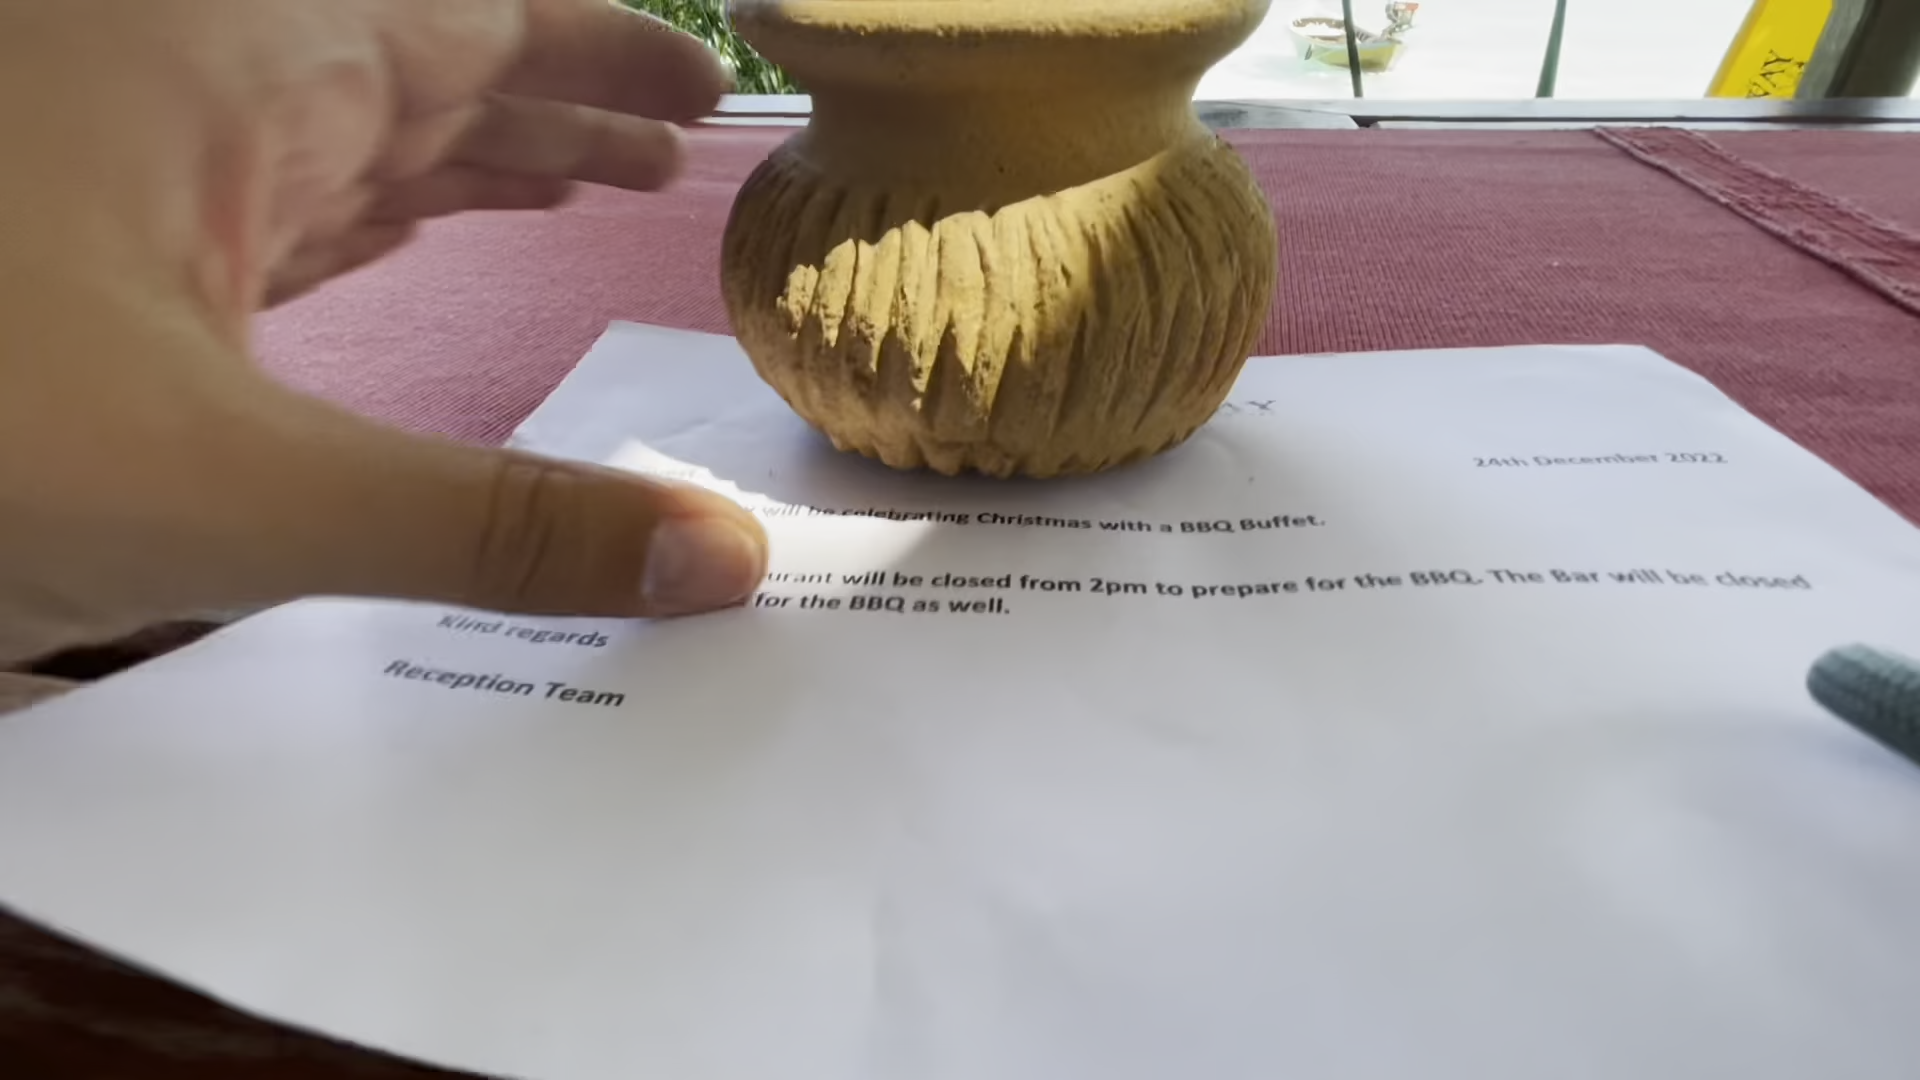 AY
24th December 2022
will be celebrating Christmas with a BBQ Buffet.
will be closed from 2pm to prepare for the BBQ. The Bar will be closed
for the BBQ as well.
Kind regards
Reception Team